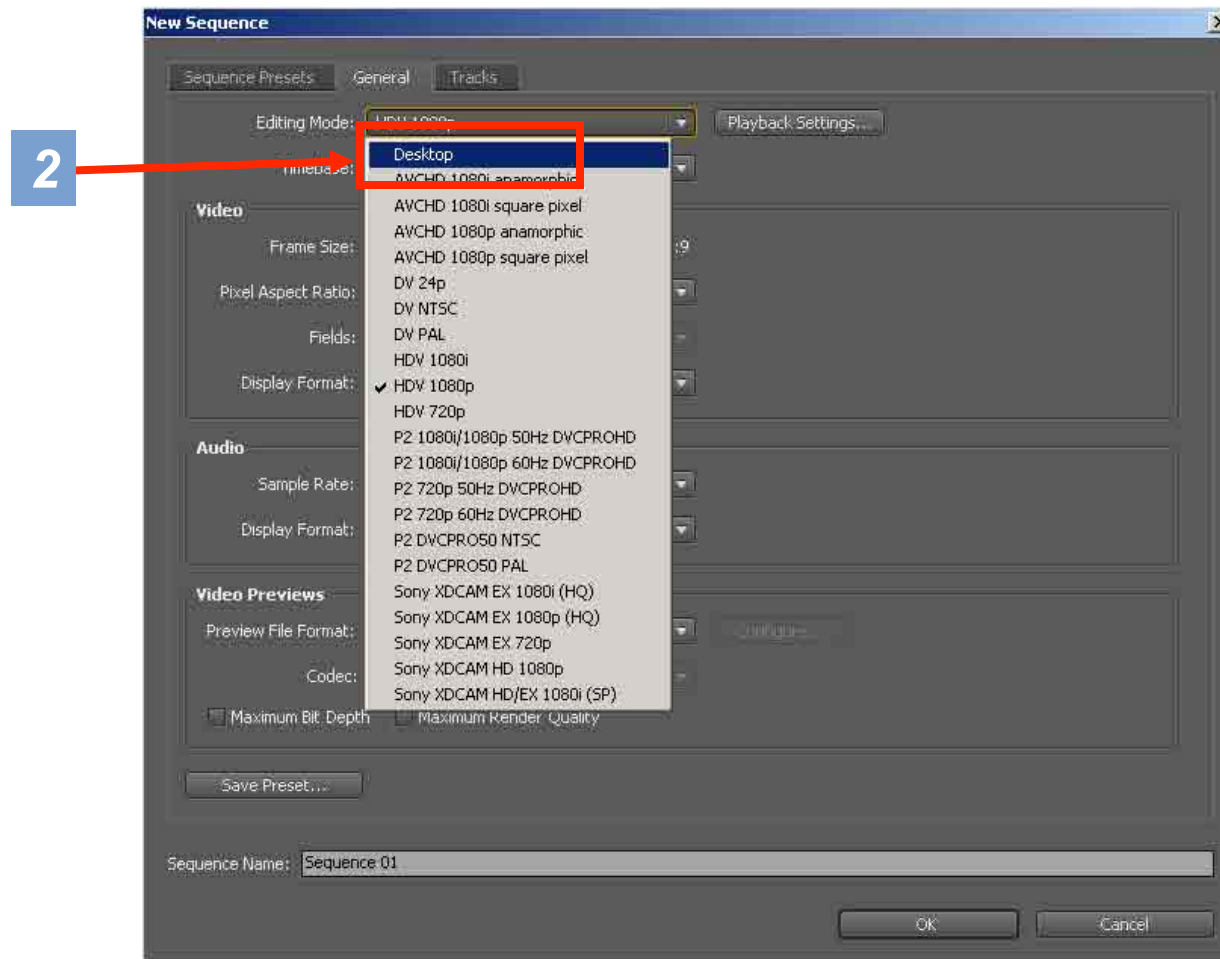 New Sequence
Sequence Presets General Tracks
Editing Mode: HDV 1080p Playback Settings...
2
Desktop
Timebase:
AVCHD 1080i anamorphic
Video
AVCHD 1080i square pixel
AVCHD 1080p anamorphic
Frame Size: :9
AVCHD 1080p square pixel
DV 24p
Pixel Aspect Ratio:
DV NTSC
Fields:
DV PAL
HDV 1080i
Display Format:
✔ HDV 1080p
HDV 720p
P2 1080i/1080p 50Hz DVCPROHD
Audio
P2 1080i/1080p 60Hz DVCPROHD
Sample Rate:
P2 720p 50Hz DVCPROHD
P2 720p 60Hz DVCPROHD
Display Format:
P2 DVCPRO50 NTSC
P2 DVCPRO50 PAL
Video Previews
Sony XDCAM EX 1080i (HQ)
Sony XDCAM EX 1080p (HQ)
Preview File Format:
Configure...
Sony XDCAM EX 720p
Codec:
Sony XDCAM HD 1080p
Sony XDCAM HD/EX 1080i (SP)
Maximum Bit Depth Maximum Render Quality
Save Preset...
Sequence Name: Sequence 01
OK Cancel